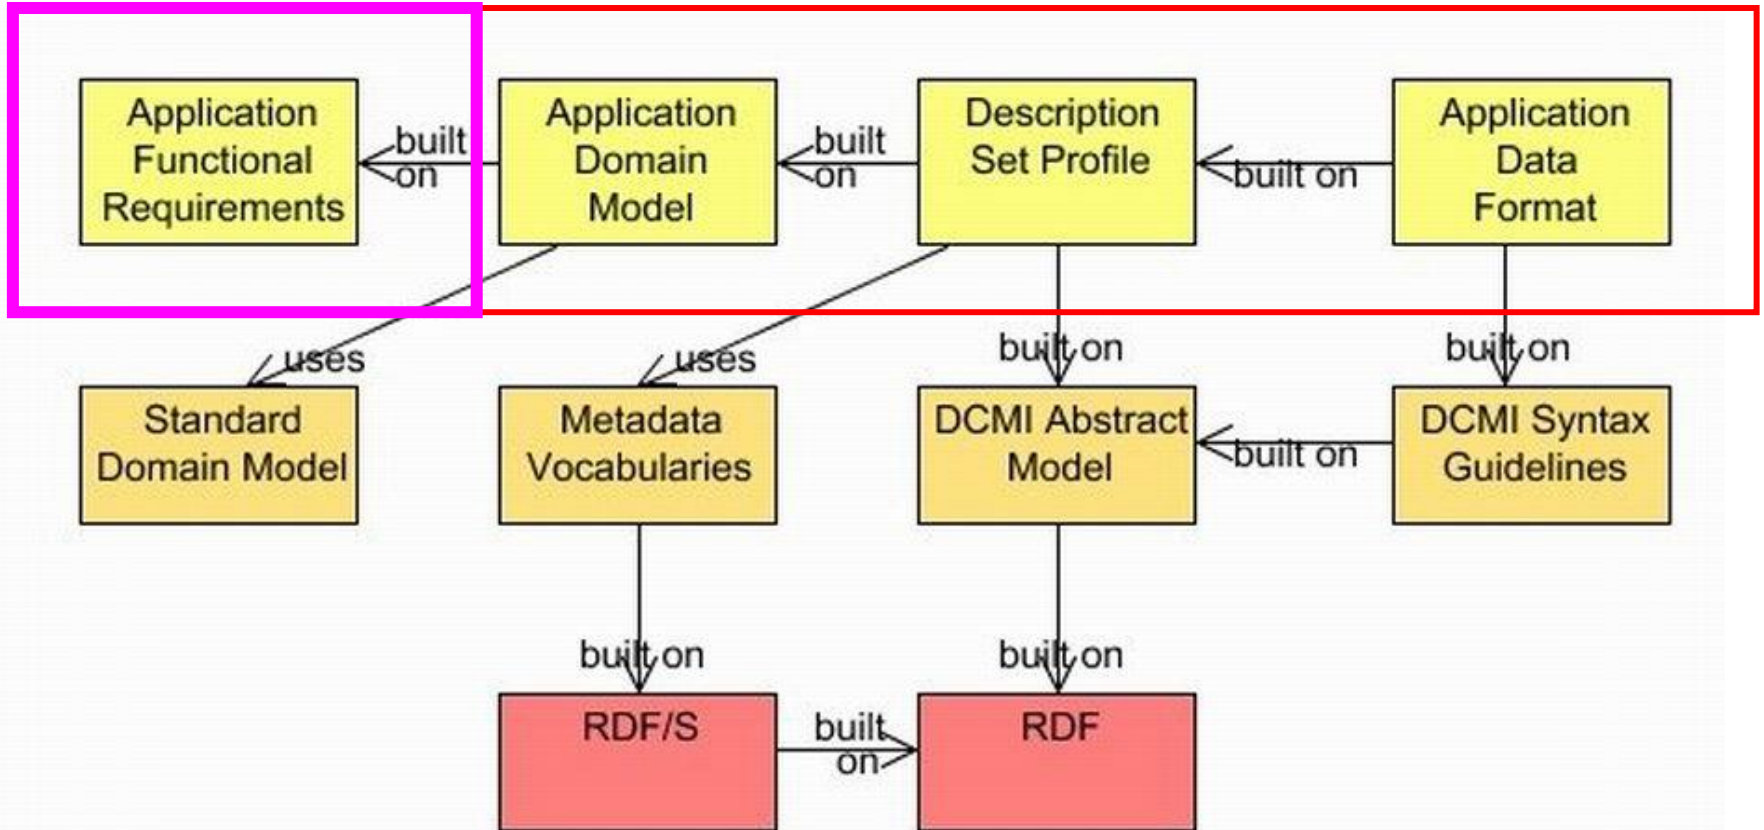 Application
Functional
Requirements
built
on
Application
Domain
Model
built
on
Description
Set Profile
built on
Application
Data
Format
uses
uses
built on
built on
Standard
Domain Model
Metadata
Vocabularies
DCMI Abstract
Model
built on
DCMI Syntax
Guidelines
built on
built on
RDF/S
built
on
RDF